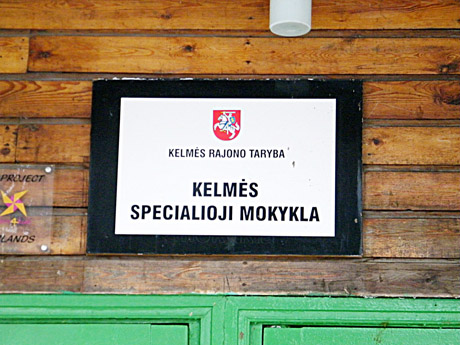 KELMĖS RAJONO TARYBA
KELMĖS
SPECIALIOJI MOKYKLA
PROJECT
LANDS